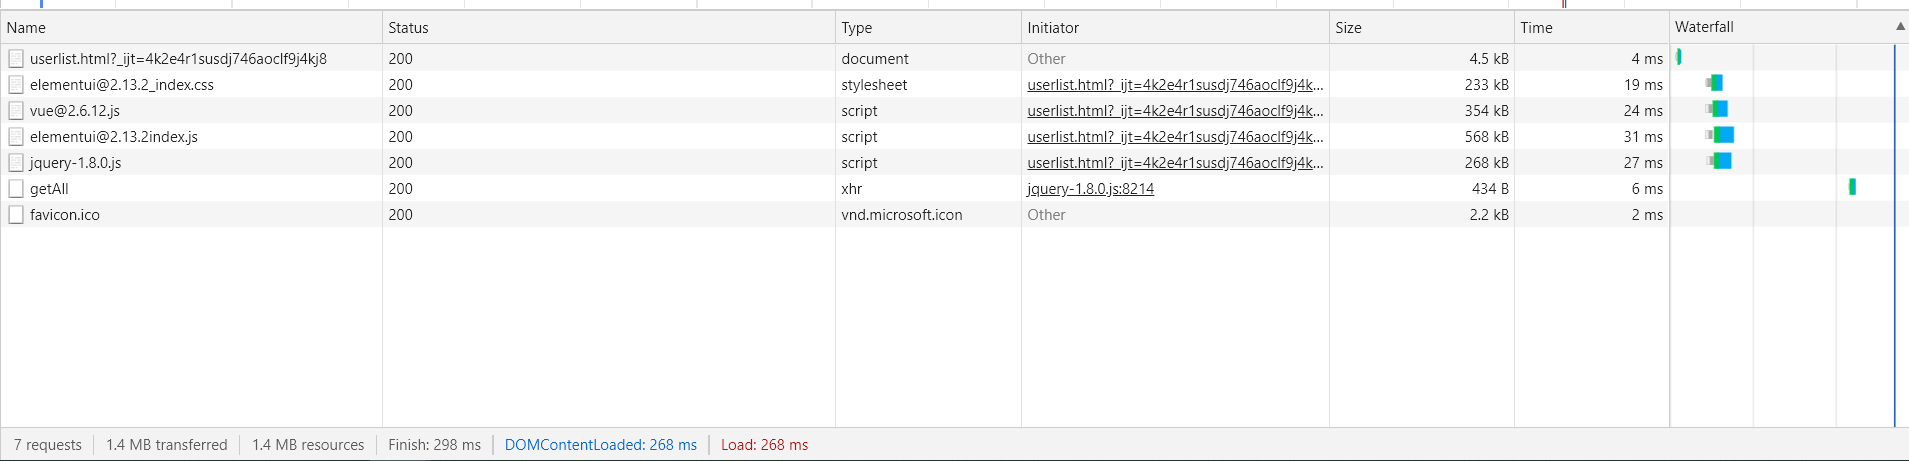 Name Status Type Initiator Size Time Waterfall
userlist.html?_ijt=4k2e4r1susdj746aoclf9j4kj8 200 document Other 4.5 kB 4 ms
elementui@2.13.2_index.css 200 stylesheet userlist.html?_ijt=4k2e4r1susdj746aoclf9j4k... 233 kB 19 ms
vue@2.6.12.js 200 script userlist.html?_ijt=4k2e4r1susdj746aoclf9j4k... 354 kB 24 ms
elementui@2.13.2index.js 200 script userlist.html?_ijt=4k2e4r1susdj746aoclf9j4k... 568 kB 31 ms
jquery-1.8.0.js 200 script userlist.html?_ijt=4k2e4r1susdj746aoclf9j4k... 268 kB 27 ms
getAll 200 xhr jquery-1.8.0.js:8214 434 B 6 ms
favicon.ico 200 vnd.microsoft.icon Other 2.2 kB 2 ms
7 requests 1.4 MB transferred 1.4 MB resources Finish: 298 ms DOMContentLoaded: 268 ms Load: 268 ms